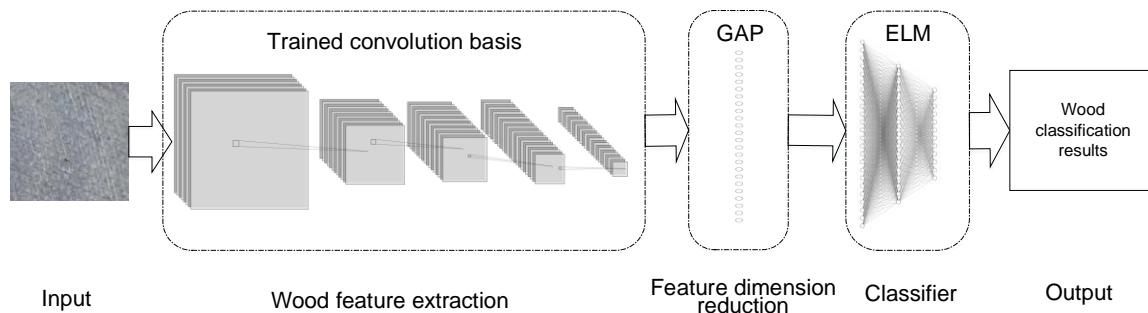 Trained convolution basis
GAP
ELM
Wood
classification
results
Input
Wood feature extraction
Feature dimension
reduction
Classifier
Output